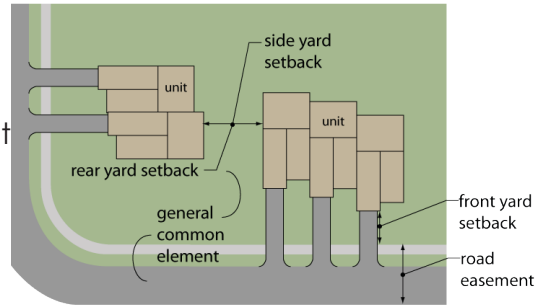 side yard
setback
unit
unit
†
rear yard setback
general
common
element
front yard
setback
road
easement